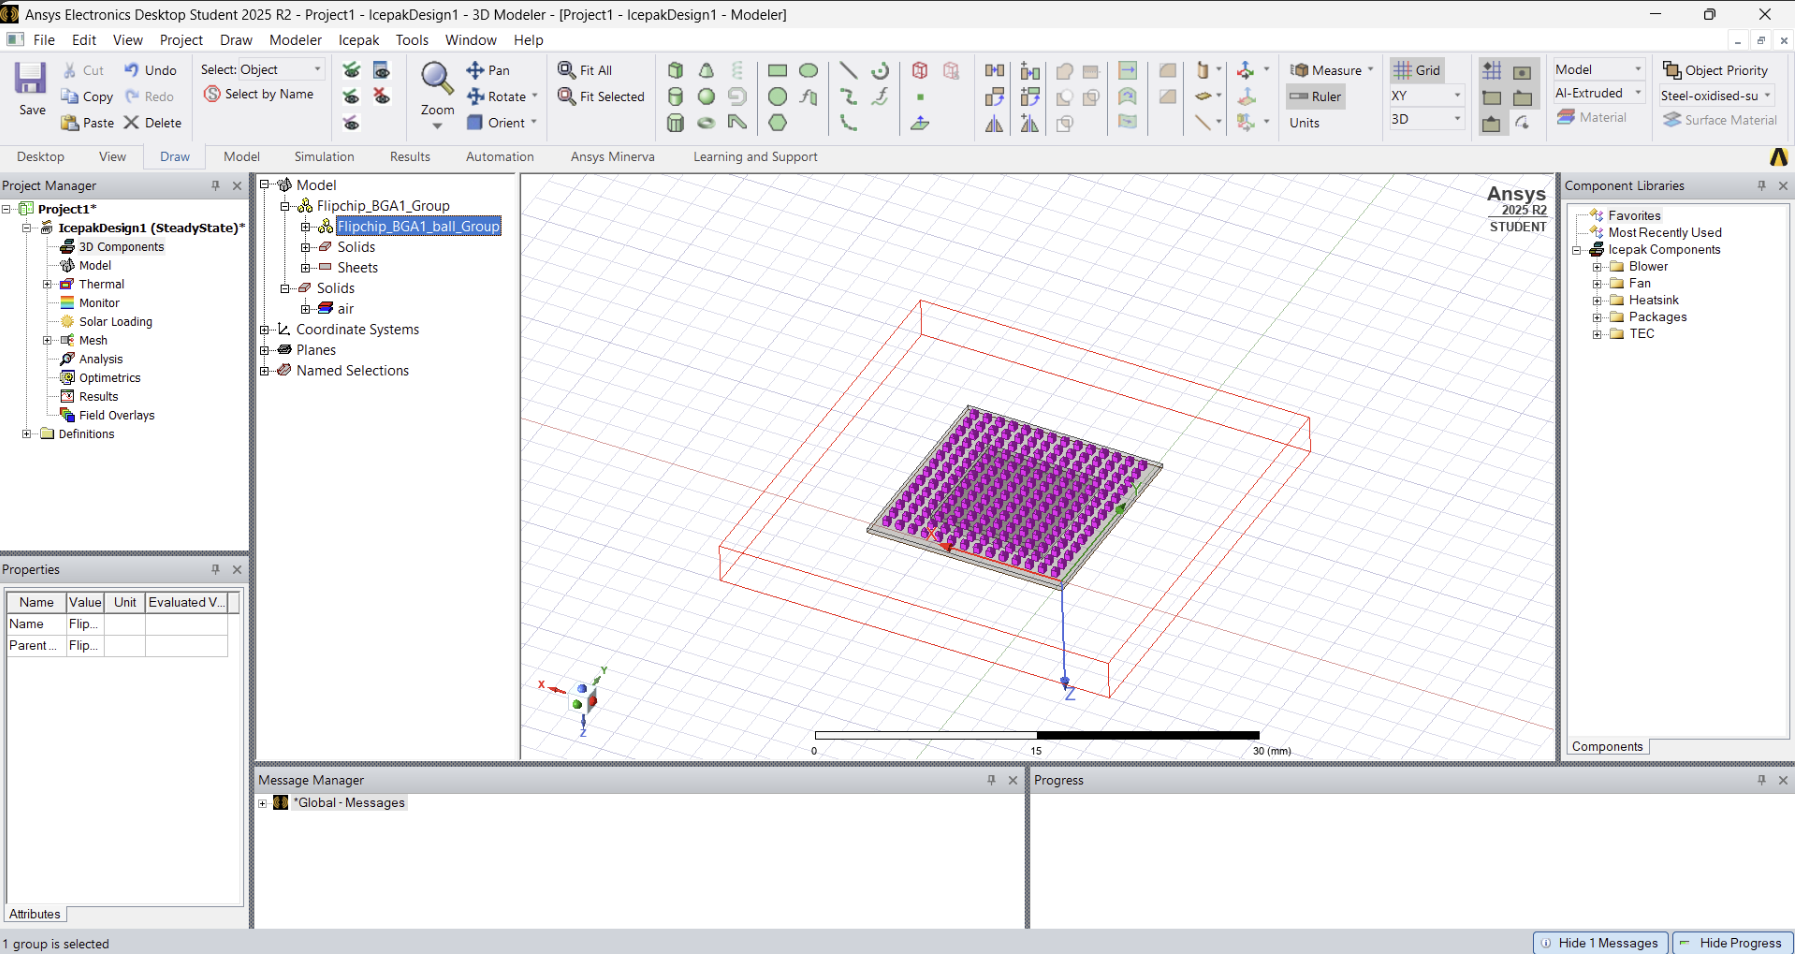 Ansys Electronics Desktop Student 2025 R2 - Project1 - IcepakDesign1 - 3D Modeler - [Project1 - IcepakDesign1 - Modeler]
File Edit View Project Draw Modeler Icepak Tools Window Help
Save
Cut
Copy
Paste
Undo
Redo
Delete
Select: Object
Select by Name
Zoom
Pan
Rotate
Orient
Fit All
Fit Selected
Measure
Ruler
Units
Grid
XY
3D
Model
Al-Extruded
Material
Object Priority
Steel-oxidised-su
Surface Material
Desktop View Draw Model Simulation Results Automation Ansys Minerva Learning and Support
Project Manager
Project1*
IcepakDesign1 (SteadyState)*
3D Components
Model
Thermal
Monitor
Solar Loading
Mesh
Analysis
Optimetrics
Results
Field Overlays
Definitions
Properties
Name Value Unit Evaluated V...
Name Flip...
Parent ... Flip...
Attributes
Model
Flipchip_BGA1_Group
Flipchip_BGA1_ball_Group
Solids
Sheets
Solids
air
Coordinate Systems
Planes
Named Selections
Ansys
2025 R2
STUDENT
X
Y
Z
X
Y
Z
0 15 30 (mm)
Component Libraries
Favorites
Most Recently Used
Icepak Components
Blower
Fan
Heatsink
Packages
TEC
Components
Message Manager
*Global - Messages
Progress
1 group is selected
Hide 1 Messages
Hide Progress